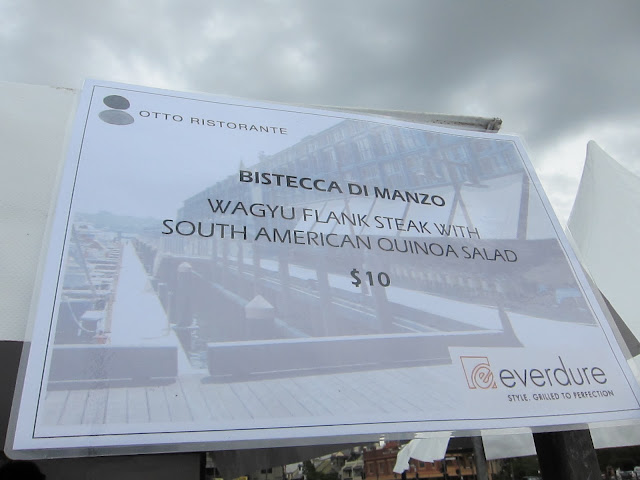 OTTO RISTORANTE
BISTECCA DI MANZO
WAGYU FLANK STEAK WITH
SOUTH AMERICAN QUINOA SALAD
$10
everdure
STYLE. GRILLED TO PERFECTION